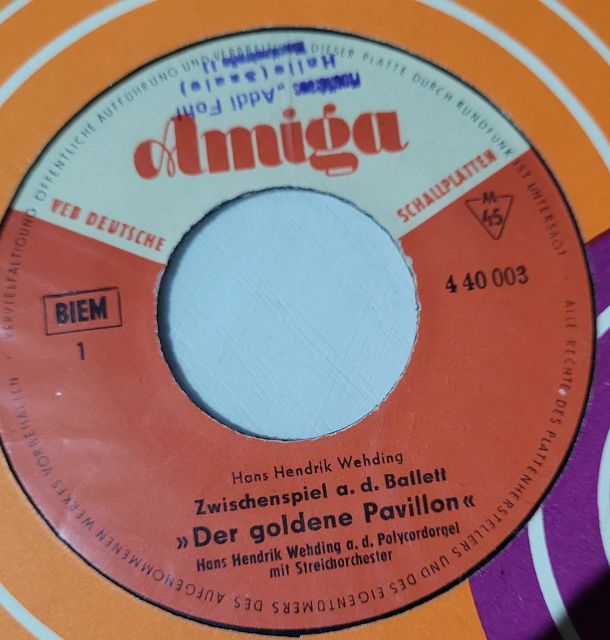 VERVIELFÄLTIGUNG ÖFFENTLICHE AUFFÜHRUNG UND VERBREITUNG DIESER PLATTE DURCH RUNDFUNK IST UNTERSAGT
ALLE RECHTE DES PLATTENHERSTELLERS UND DES EIGENTÜMERS DES AUFGENOMMENEN WERKES VORBEHALTEN
"Addi Fohl
Halle (Saale)
Amiga
VEB DEUTSCHE SCHALLPLATTEN
M
45
BIEM
1
4 40 003
Hans Hendrik Wehding
Zwischenspiel a. d. Ballett
»Der goldene Pavillon«
Hans Hendrik Wehding a. d. Polycordorgel
mit Streichorchester